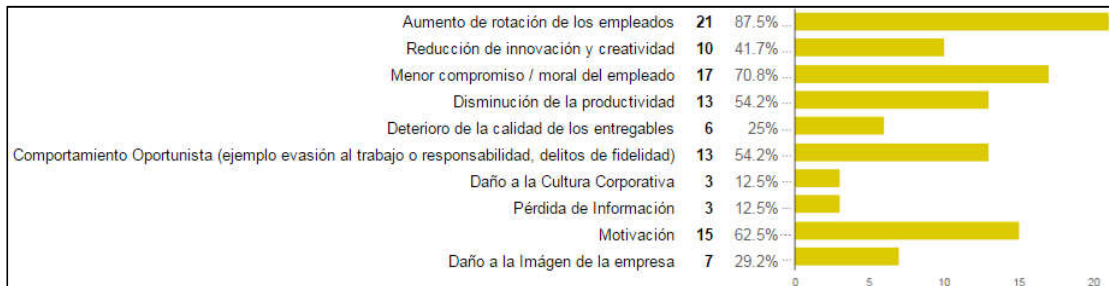 Aumento de rotación de los empleados 21 87.5%
Reducción de innovación y creatividad 10 41.7%
Menor compromiso / moral del empleado 17 70.8%
Disminución de la productividad 13 54.2%
Deterioro de la calidad de los entregables 6 25%
Comportamiento Oportunista (ejemplo evasión al trabajo o responsabilidad, delitos de fidelidad) 13 54.2%
Daño a la Cultura Corporativa 3 12.5%
Pérdida de Información 3 12.5%
Motivación 15 62.5%
Daño a la Imágen de la empresa 7 29.2%
0 5 10 15 20